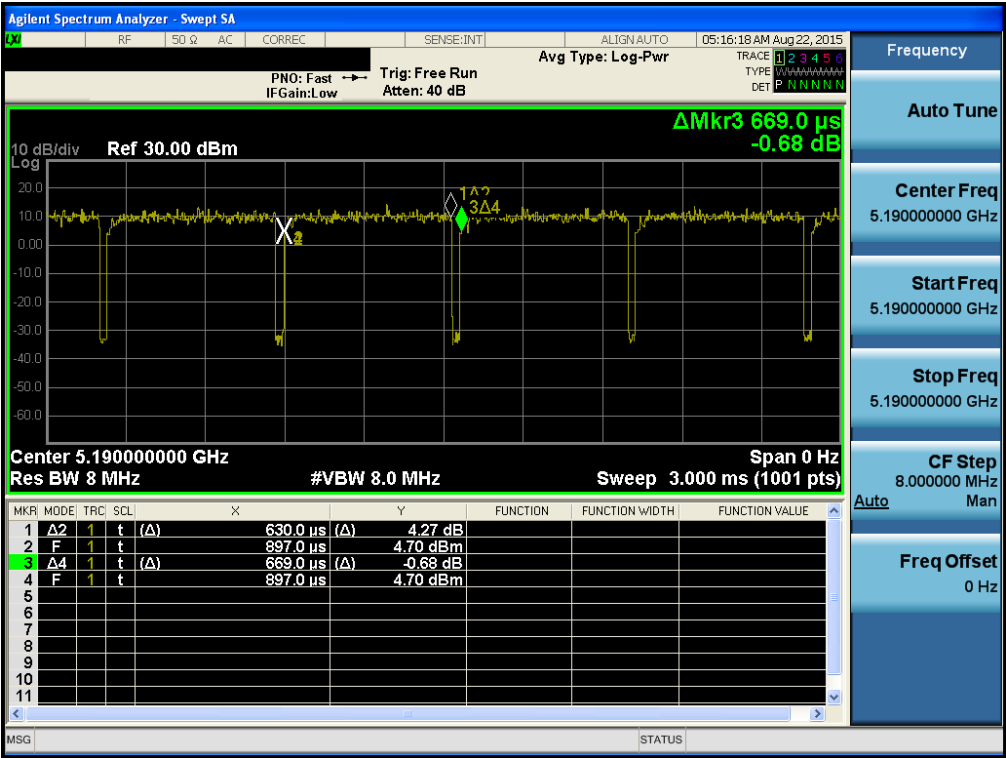 Agilent Spectrum Analyzer - Swept SA
LXI RF 50 Ω AC CORREC SENSE:INT ALIGN AUTO 05:16:18 AM Aug 22, 2015
PNO: Fast Trig: Free Run Avg Type: Log-Pwr TRACE 1 2 3 4 5 6
IFGain:Low Atten: 40 dB TYPE WWWWWW
DET P N N N N N
ΔMkr3 669.0 µs
-0.68 dB
10 dB/div Ref 30.00 dBm
Log
20.0
10.0
0.00
-10.0
-20.0
-30.0
-40.0
-50.0
-60.0
1Δ2
3Δ4
2
Center 5.190000000 GHz Span 0 Hz
Res BW 8 MHz #VBW 8.0 MHz Sweep 3.000 ms (1001 pts)
MKR MODE TRC SCL X Y FUNCTION FUNCTION WIDTH FUNCTION VALUE
1 Δ2 1 t (Δ) 630.0 µs (Δ) 4.27 dB
2 F 1 t 897.0 µs 4.70 dBm
3 Δ4 1 t (Δ) 669.0 µs (Δ) -0.68 dB
4 F 1 t 897.0 µs 4.70 dBm
5
6
7
8
9
10
11
MSG STATUS
Frequency
Auto Tune
Center Freq
5.190000000 GHz
Start Freq
5.190000000 GHz
Stop Freq
5.190000000 GHz
CF Step
8.000000 MHz
Auto Man
Freq Offset
0 Hz